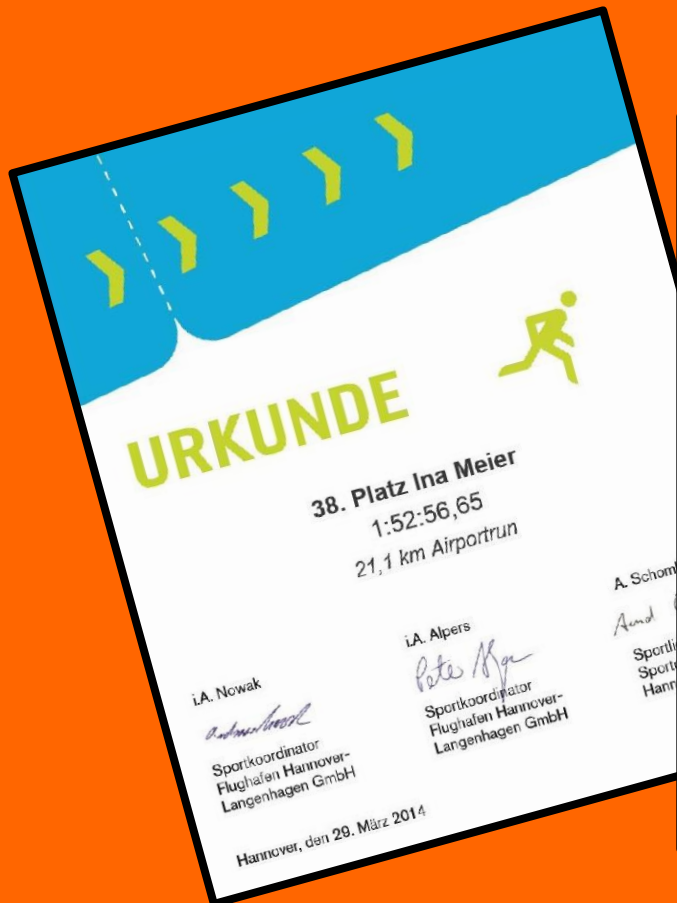 URKUNDE
38. Platz Ina Meier
1:52:56,65
21,1 km Airportrun
i.A. Nowak
Sportkoordinator
Flughafen Hannover-
Langenhagen GmbH
i.A. Alpers
Sportkoordinator
Flughafen Hannover-
Langenhagen GmbH
A. Schom
Hannover, den 29. März 2014